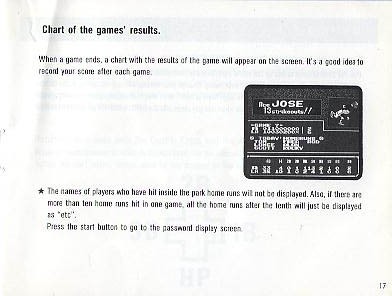 Chart of the games' results.
When a game ends, a chart with the results of the game will appear on the screen. It's a good idea to
record your score after each game.
Ace JOSE
13 strikeouts!!
★ The names of players who have hit inside the park home runs will not be displayed. Also, if there are
more than ten home runs hit in one game, all the home runs after the tenth will just be displayed
as "etc".
Press the start button to go to the password display screen.
17